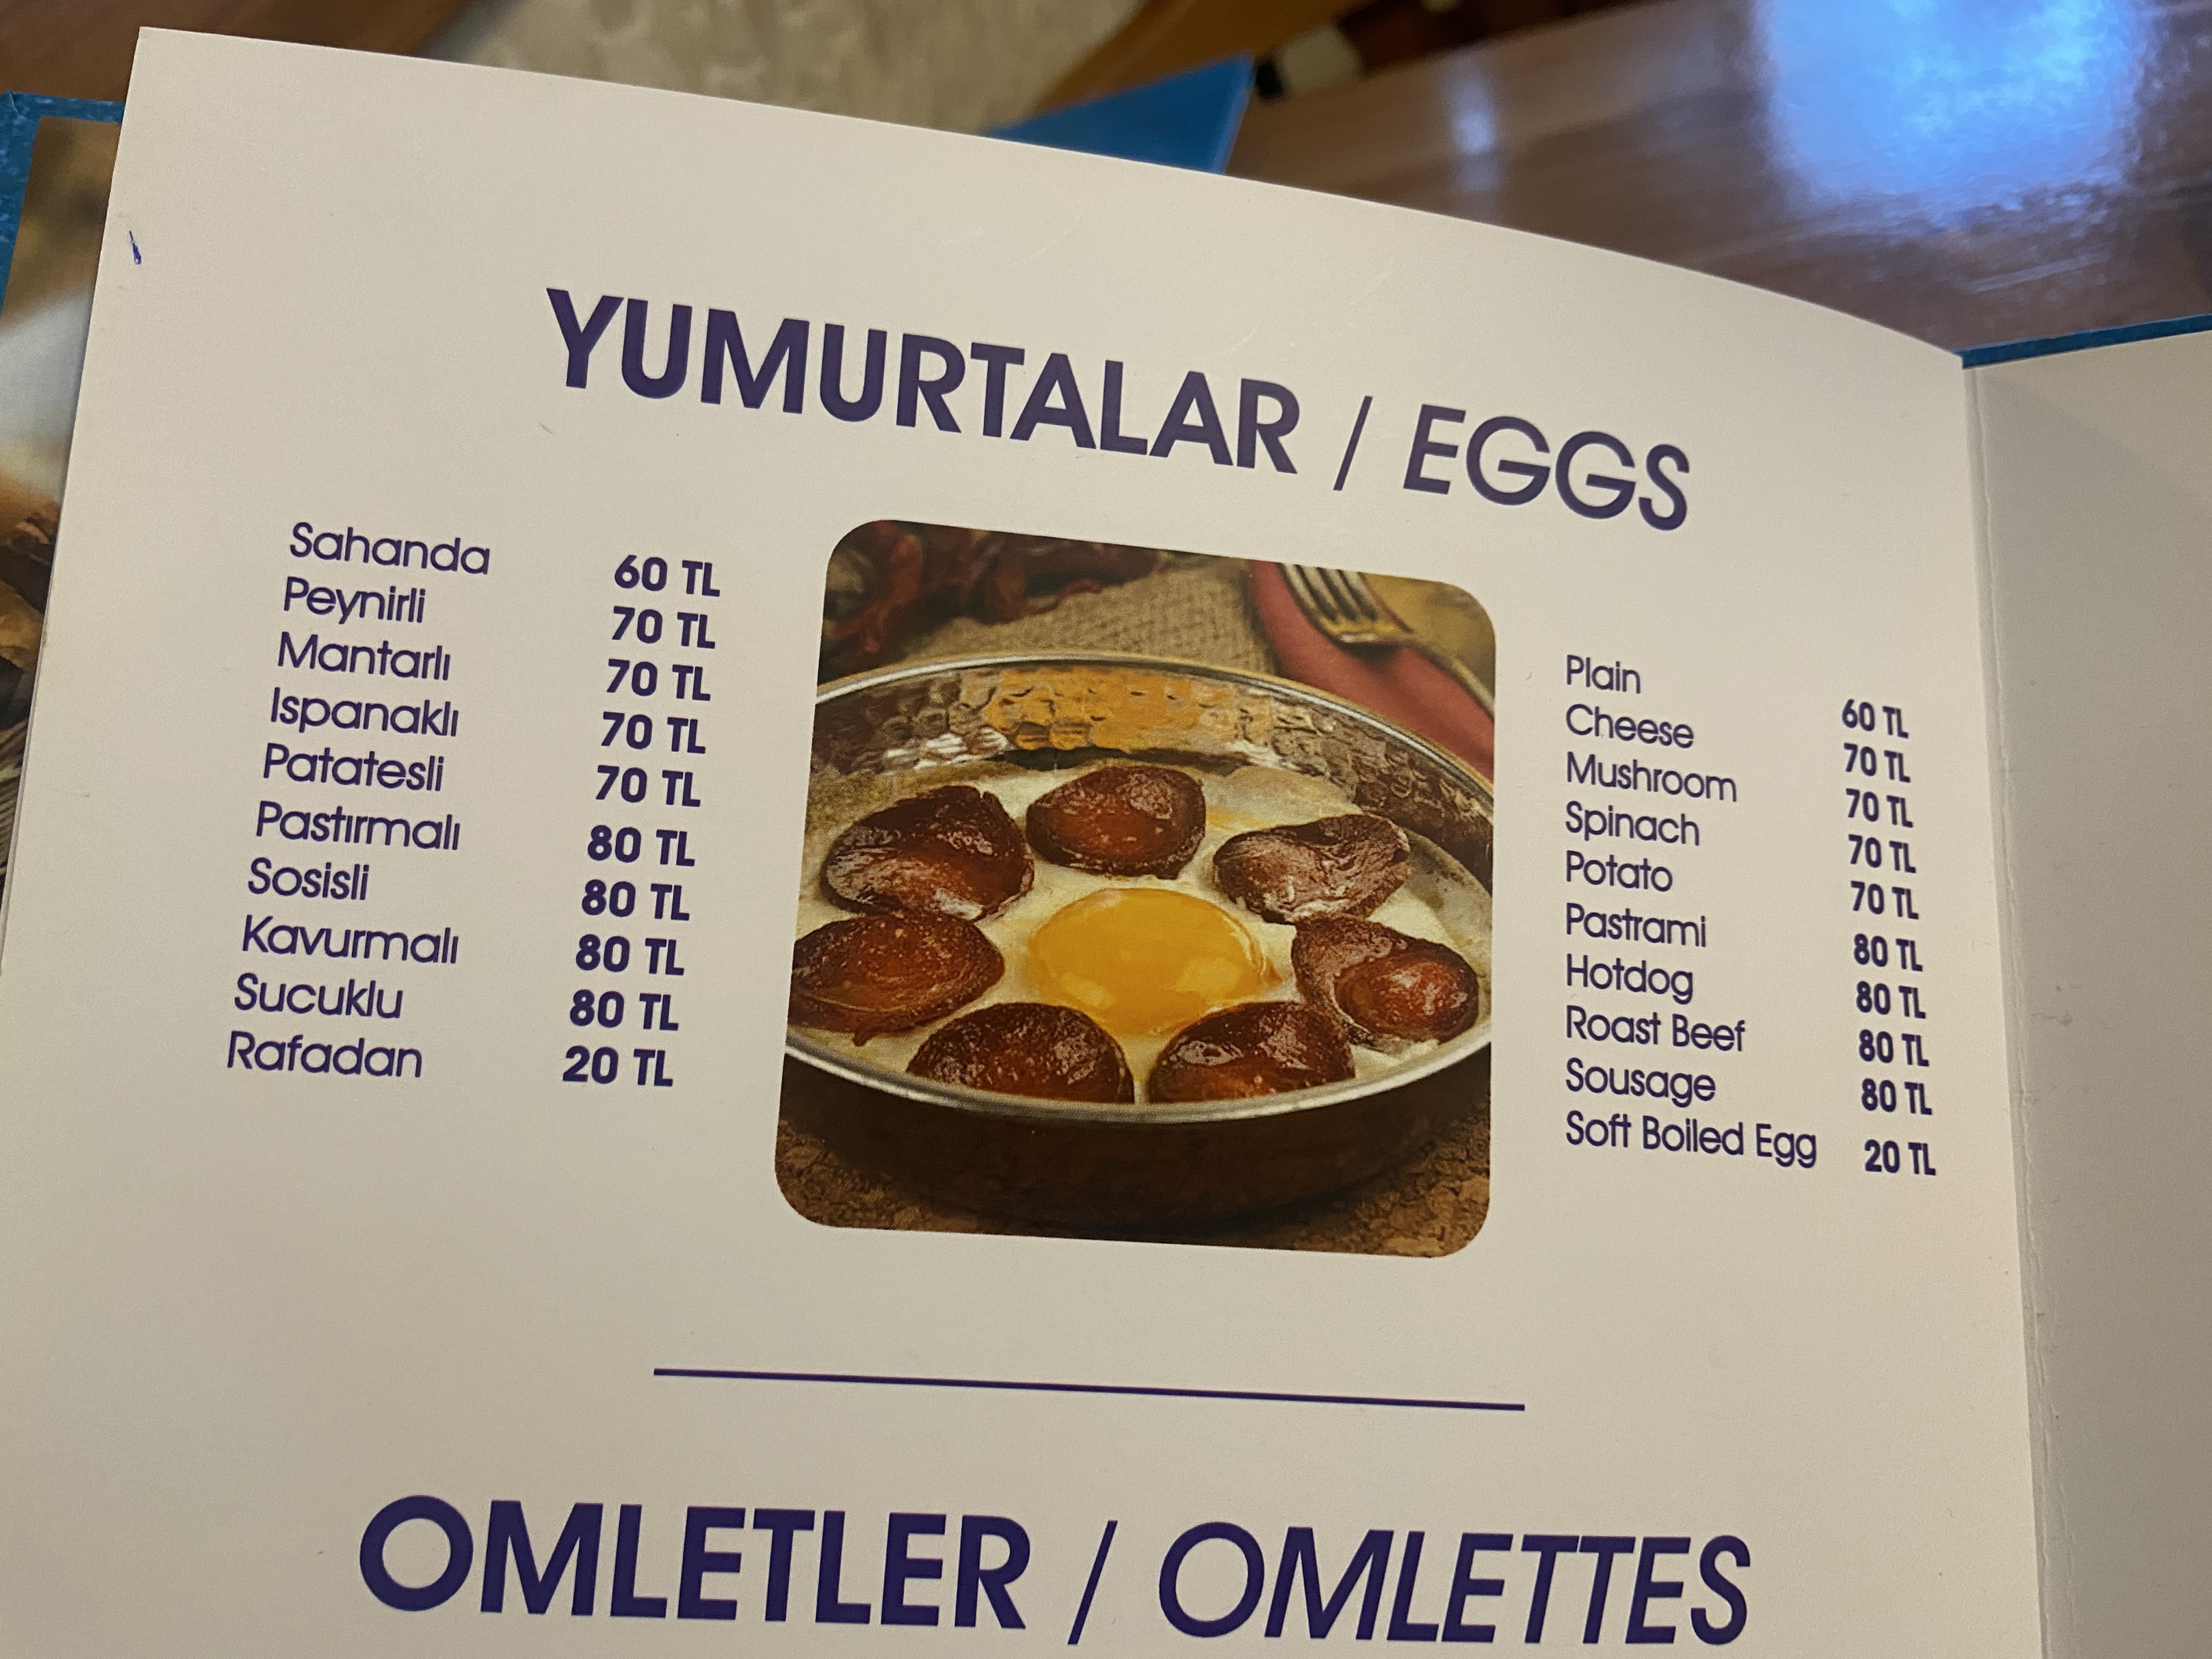 YUMURTALAR / EGGS
Sahanda 60 TL
Peynirli 70 TL
Mantarlı 70 TL
Ispanaklı 70 TL
Patatesli 70 TL
Pastırmalı 80 TL
Sosisli 80 TL
Kavurmalı 80 TL
Sucuklu 80 TL
Rafadan 20 TL
Plain 60 TL
Cheese 70 TL
Mushroom 70 TL
Spinach 70 TL
Potato 70 TL
Pastrami 80 TL
Hotdog 80 TL
Roast Beef 80 TL
Sousage 80 TL
Soft Boiled Egg 20 TL
OMLETLER / OMLETTES